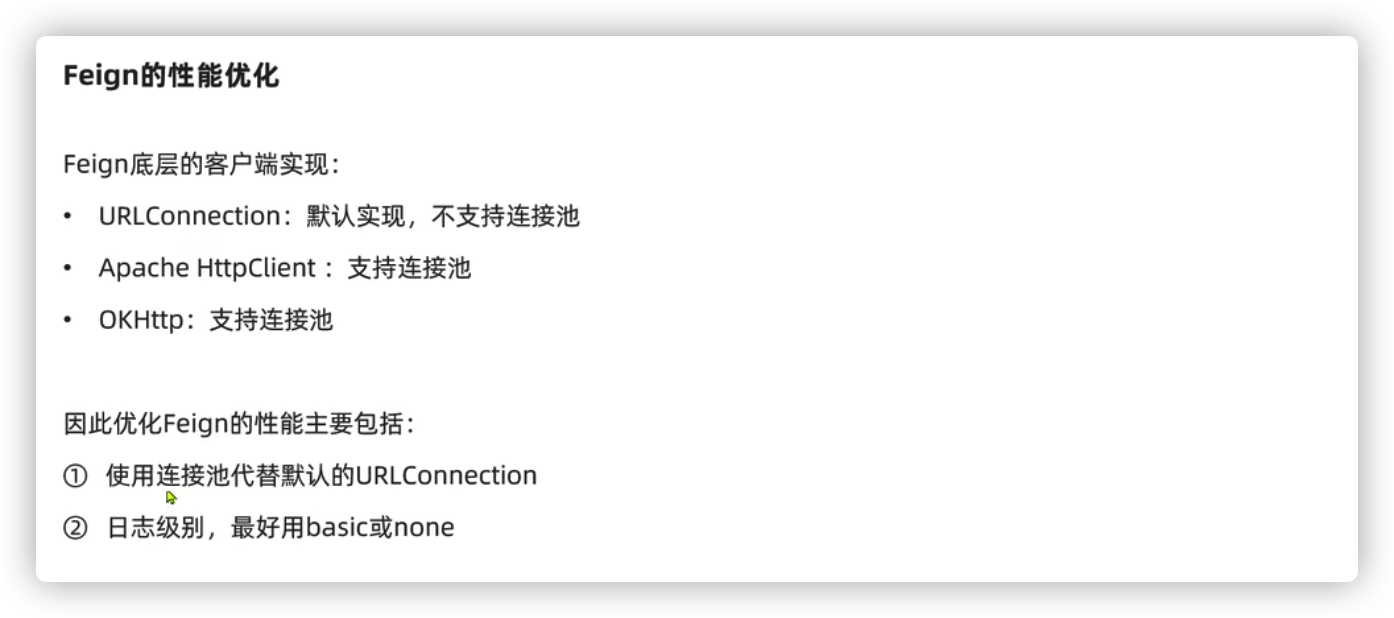 Feign的性能优化
Feign底层的客户端实现：
• URLConnection：默认实现，不支持连接池
• Apache HttpClient ：支持连接池
• OKHttp：支持连接池
因此优化Feign的性能主要包括：
① 使用连接池代替默认的URLConnection
② 日志级别，最好用basic或none